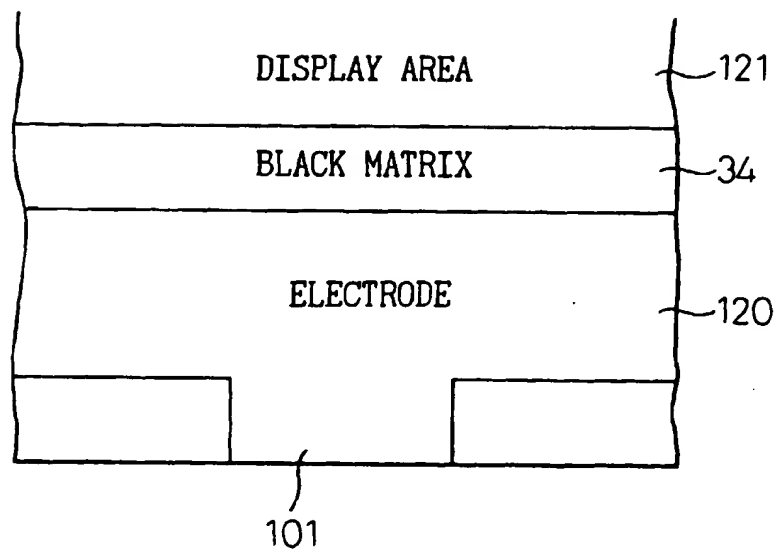 DISPLAY AREA
121
BLACK MATRIX
34
ELECTRODE
120
101